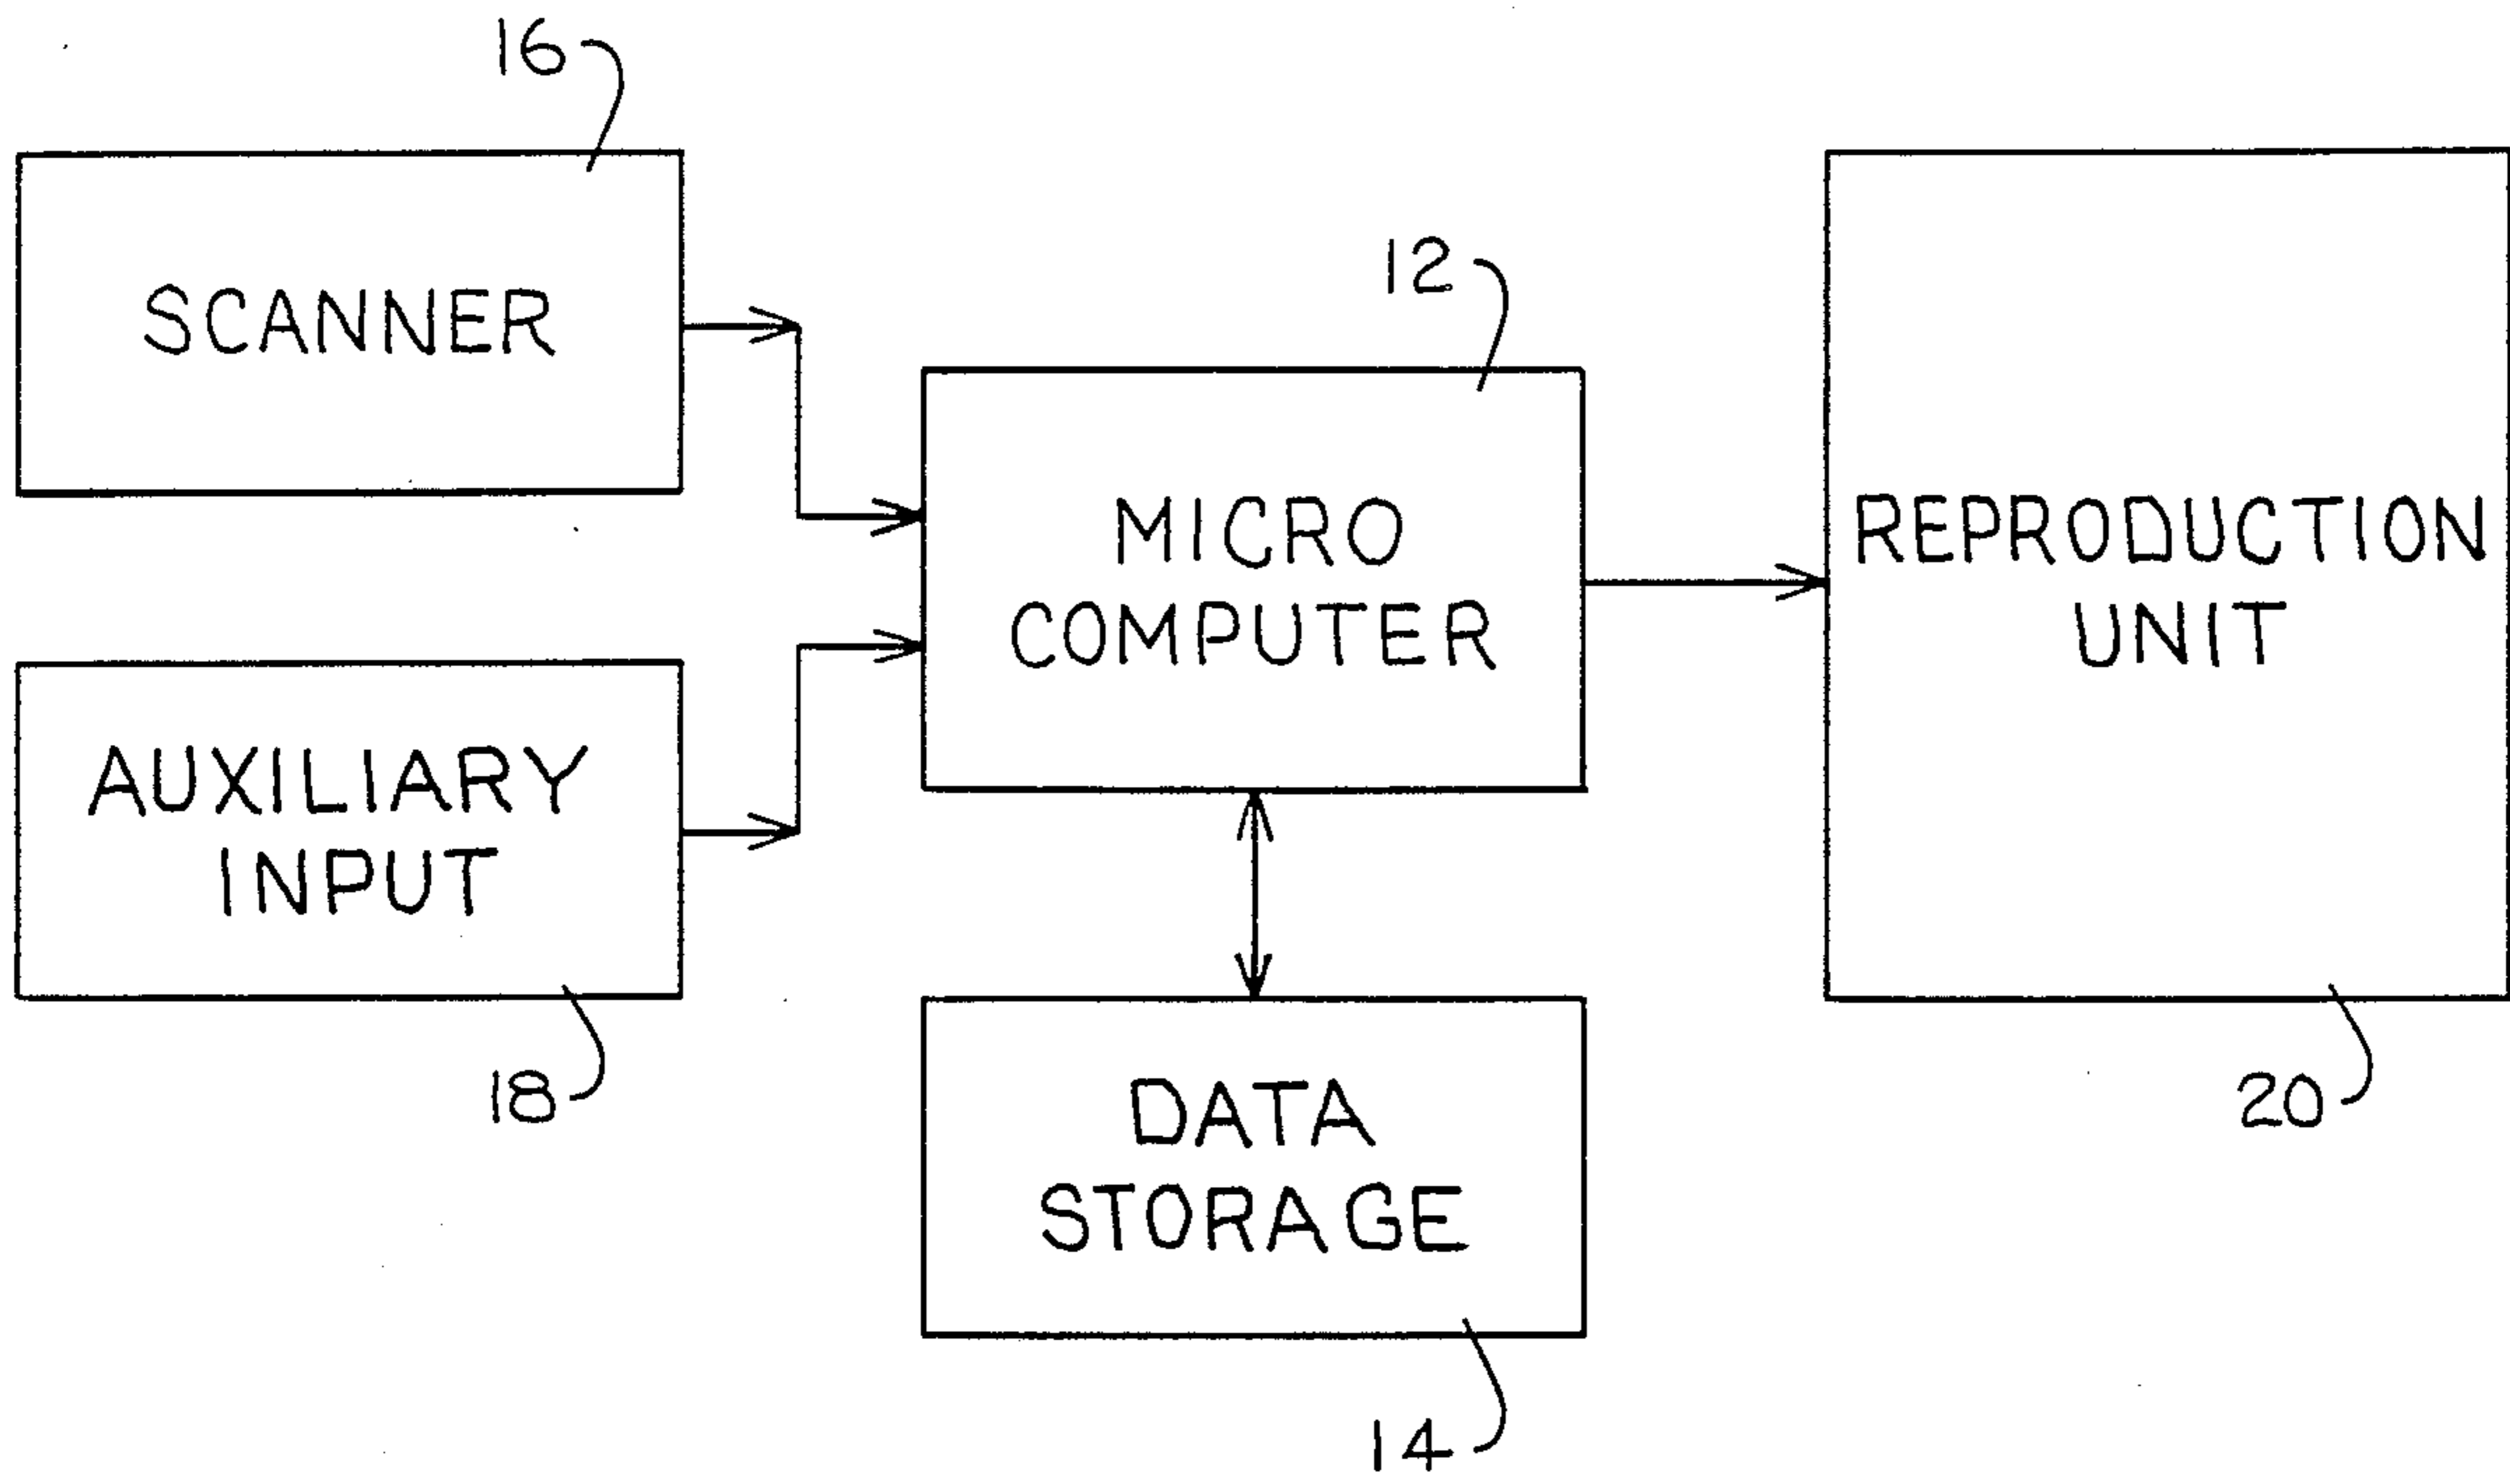 16
SCANNER
12
MICRO
COMPUTER
REPRODUCTION
UNIT
AUXILIARY
INPUT
18
DATA
STORAGE
14
20